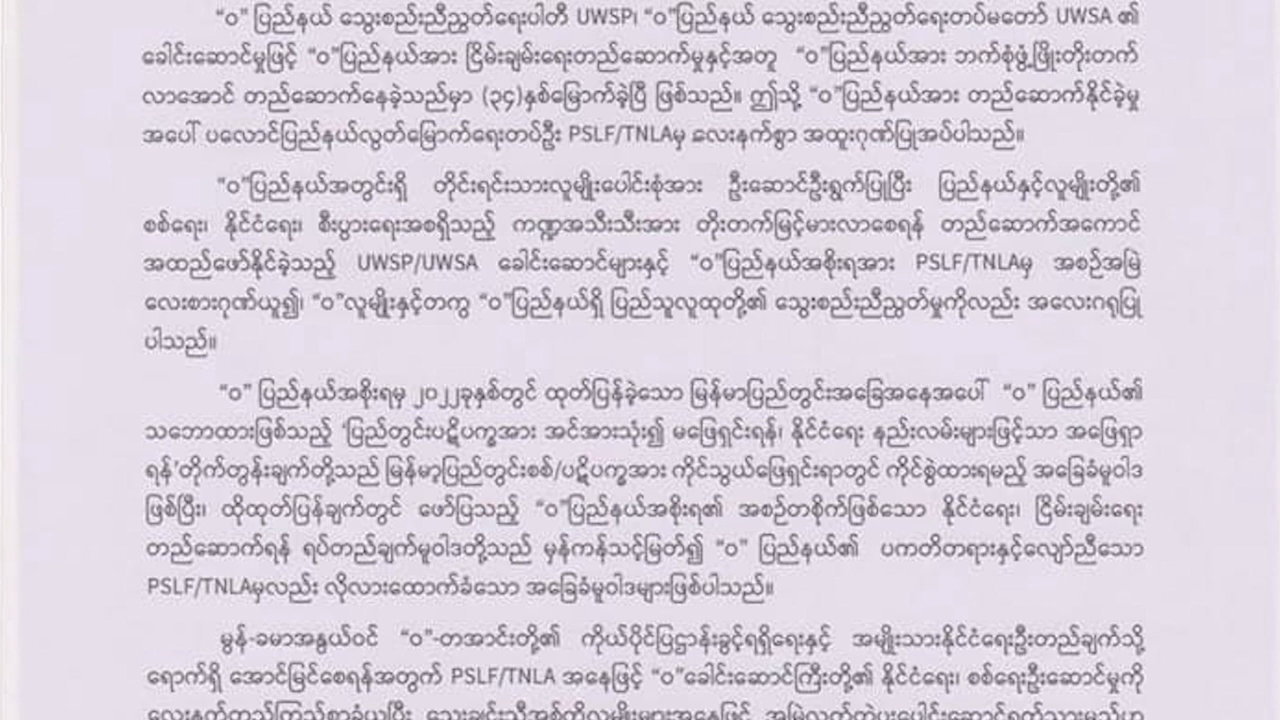 “ဝ” ပြည်နယ် သွေးစည်းညီညွတ်ရေးပါတီ UWSP၊ “ဝ”ပြည်နယ် သွေးစည်းညီညွတ်ရေးတပ်မတော် UWSA ၏
ခေါင်းဆောင်မှုဖြင့် “ဝ”ပြည်နယ်အား ငြိမ်းချမ်းရေးတည်ဆောက်မှုနှင့်အတူ “ဝ”ပြည်နယ်အား ဘက်စုံဖွံ့ဖြိုးတိုးတက်
လာအောင် တည်ဆောက်နေခဲ့သည်မှာ (၃၄)နှစ်မြောက်ခဲ့ပြီ ဖြစ်သည်။ ဤသို့ “ဝ”ပြည်နယ်အား တည်ဆောက်နိုင်ခဲ့မှု
အပေါ် ပလောင်ပြည်နယ်လွတ်မြောက်ရေးတပ်ဦး PSLF/TNLAမှ လေးနက်စွာ အထူးဂုဏ်ပြုအပ်ပါသည်။
“ဝ”ပြည်နယ်အတွင်းရှိ တိုင်းရင်းသားလူမျိုးပေါင်းစုံအား ဦးဆောင်ဦးရွက်ပြုပြီး ပြည်နယ်နှင့်လူမျိုးတို့၏
စစ်ရေး၊ နိုင်ငံရေး၊ စီးပွားရေးအစရှိသည့် ကဏ္ဍအသီးသီးအား တိုးတက်မြင့်မားလာစေရန် တည်ဆောက်အကောင်
အထည်ဖော်နိုင်ခဲ့သည့် UWSP/UWSA ခေါင်းဆောင်များနှင့် “ဝ”ပြည်နယ်အစိုးရအား PSLF/TNLAမှ အစဉ်အမြဲ
လေးစားဂုဏ်ယူ၍၊ “ဝ”လူမျိုးနှင့်တကွ “ဝ”ပြည်နယ်ရှိ ပြည်သူလူထုတို့၏ သွေးစည်းညီညွတ်မှုကိုလည်း အလေးဂရုပြု
ပါသည်။
“ဝ” ပြည်နယ်အစိုးရမှ ၂၀၂၂ခုနှစ်တွင် ထုတ်ပြန်ခဲ့သော မြန်မာပြည်တွင်းအခြေအနေအပေါ် “ဝ” ပြည်နယ်၏
သဘောထားဖြစ်သည့် ‘ပြည်တွင်းပဋိပက္ခအား အင်အားသုံး၍ မဖြေရှင်းရန်၊ နိုင်ငံရေး နည်းလမ်းများဖြင့်သာ အဖြေရှာ
ရန်’တိုက်တွန်းချက်တို့သည် မြန်မာ့ပြည်တွင်းစစ်/ပဋိပက္ခအား ကိုင်သွယ်ဖြေရှင်းရာတွင် ကိုင်စွဲထားရမည့် အခြေခံမူဝါဒ
ဖြစ်ပြီး၊ ထိုထုတ်ပြန်ချက်တွင် ဖော်ပြသည့် “ဝ”ပြည်နယ်အစိုးရ၏ အစဉ်တစိုက်ဖြစ်သော နိုင်ငံရေး၊ ငြိမ်းချမ်းရေး
တည်ဆောက်ရန် ရပ်တည်ချက်မူဝါဒတို့သည် မှန်ကန်သင့်မြတ်၍ “ဝ” ပြည်နယ်၏ ပကတိတရားနှင့်လျော်ညီသော
PSLF/TNLAမှလည်း လိုလားထောက်ခံသော အခြေခံမူဝါဒများဖြစ်ပါသည်။
မွန်-ခမာအနွယ်ဝင် “ဝ”-တအာင်းတို့၏ ကိုယ်ပိုင်ပြဋ္ဌာန်းခွင့်ရရှိရေးနှင့် အမျိုးသားနိုင်ငံရေးဦးတည်ချက်သို့
ရောက်ရှိ အောင်မြင်စေရန်အတွက် PSLF/TNLA အနေဖြင့် “ဝ”ခေါင်းဆောင်ကြီးတို့၏ နိုင်ငံရေး၊ စစ်ရေးဦးဆောင်မှုကို